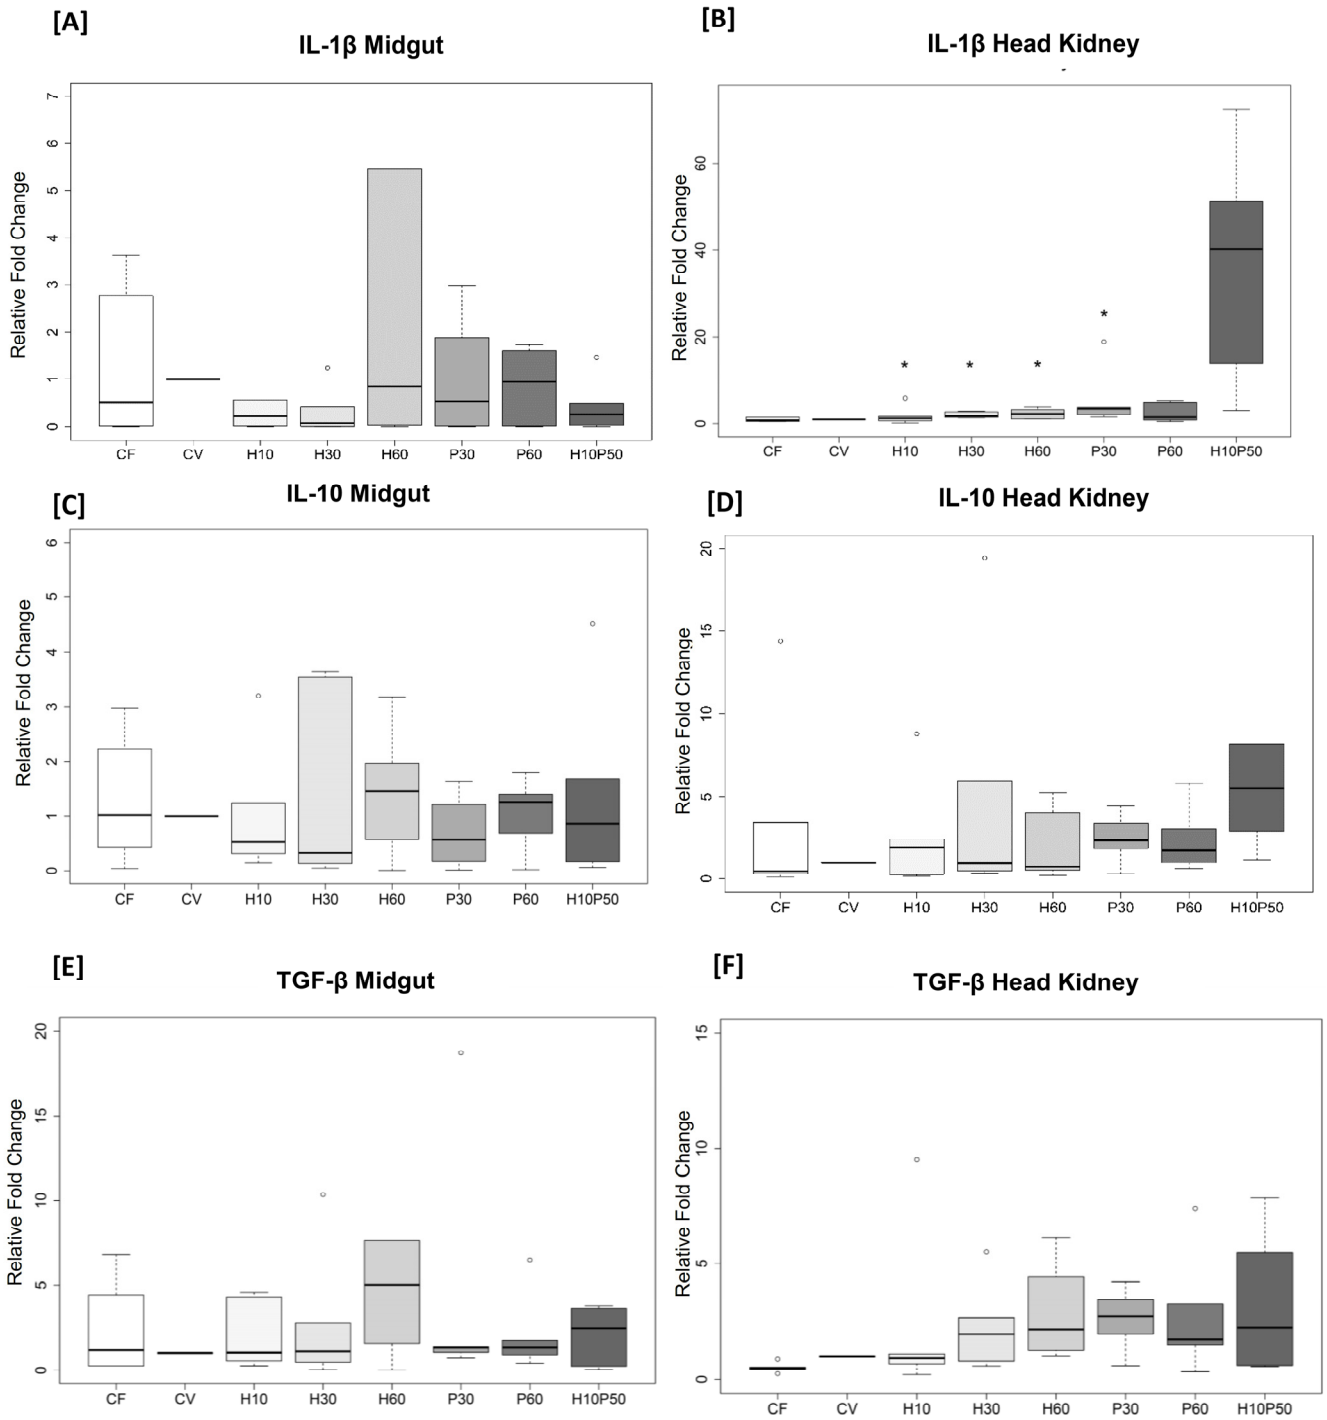 [A]
IL-1β Midgut
Relative Fold Change
7
6
5
4
3
2
1
0
CF CV H10 H30 H60 P30 P60 H10P50
[B]
IL-1β Head Kidney
Relative Fold Change
60
40
20
0
* * * *
CF CV H10 H30 H60 P30 P60 H10P50
[C]
IL-10 Midgut
Relative Fold Change
6
5
4
3
2
1
0
CF CV H10 H30 H60 P30 P60 H10P50
[D]
IL-10 Head Kidney
Relative Fold Change
20
15
10
5
0
CF CV H10 H30 H60 P30 P60 H10P50
[E]
TGF-β Midgut
Relative Fold Change
20
15
10
5
0
CF CV H10 H30 H60 P30 P60 H10P50
[F]
TGF-β Head Kidney
Relative Fold Change
15
10
5
0
CF CV H10 H30 H60 P30 P60 H10P50